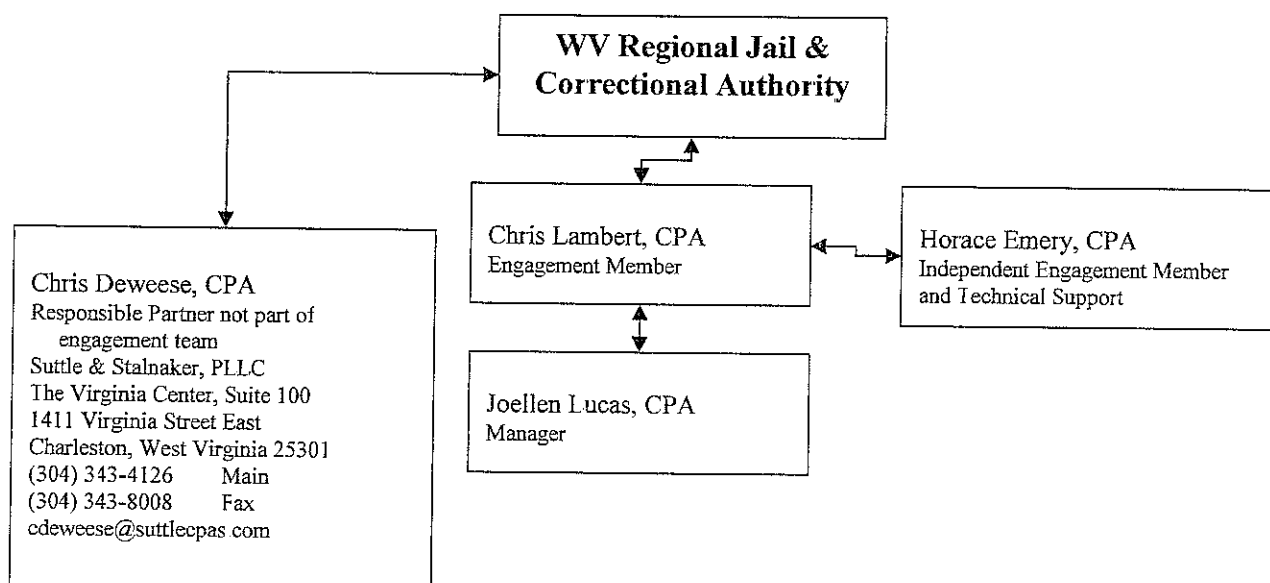 WV Regional Jail &
Correctional Authority
Chris Lambert, CPA
Engagement Member
Horace Emery, CPA
Independent Engagement Member
and Technical Support
Chris Deweese, CPA
Responsible Partner not part of
engagement team
Suttle & Stalnaker, PLLC
The Virginia Center, Suite 100
1411 Virginia Street East
Charleston, West Virginia 25301
(304) 343-4126 Main
(304) 343-8008 Fax
cdeweese@suttlecpas.com
Joellen Lucas, CPA
Manager